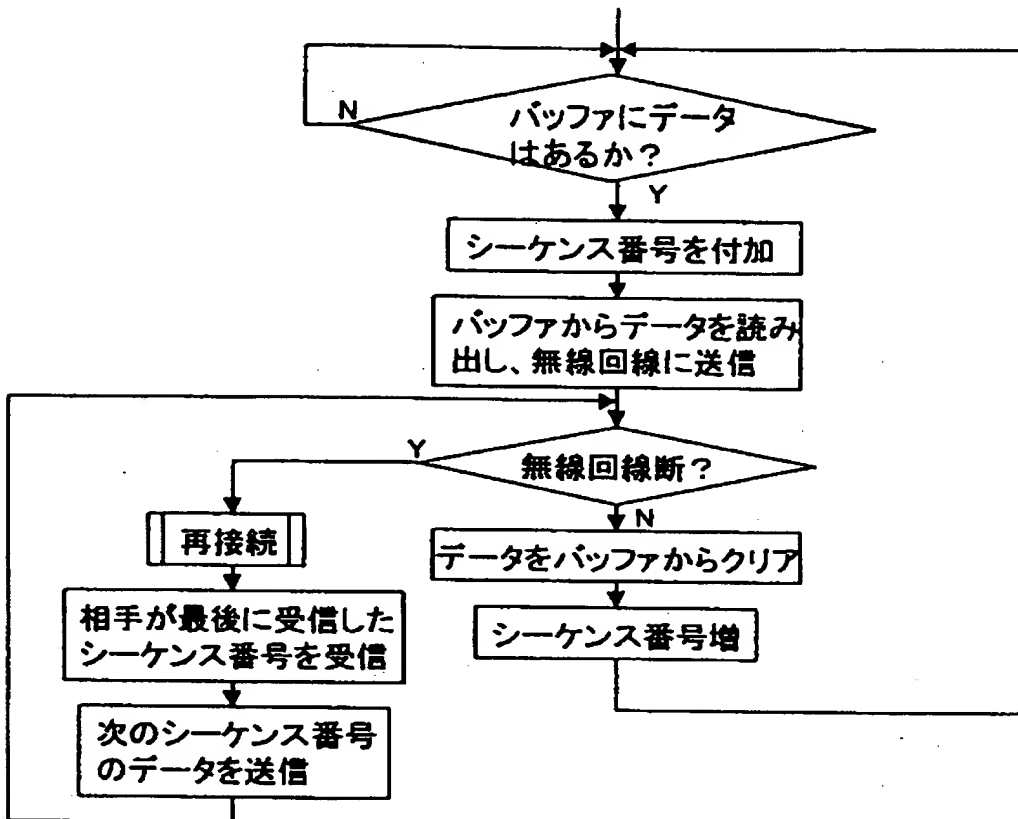 N
バッファにデータ
はあるか？
Y
シーケンス番号を付加
バッファからデータを読み
出し、無線回線に送信
Y
無線回線断？
N
再接続
データをバッファからクリア
相手が最後に受信した
シーケンス番号を受信
シーケンス番号増
次のシーケンス番号
のデータを送信